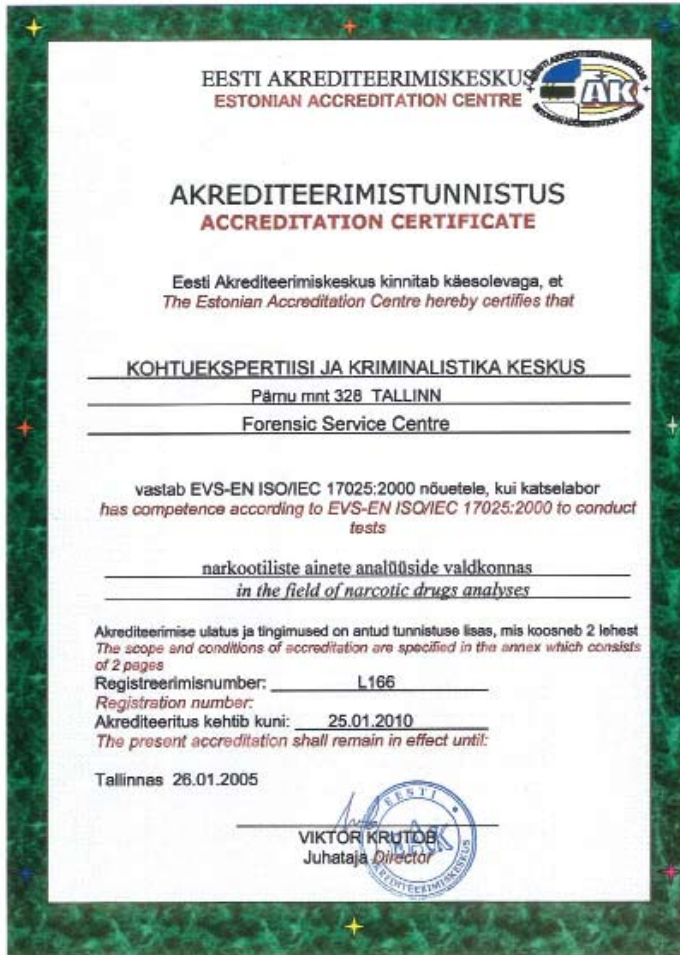 EESTI AKREDITEERIMISKESKUS
ESTONIAN ACCREDITATION CENTRE
EAK
AKREDITEERIMISTUNNISTUS
ACCREDITATION CERTIFICATE
Eesti Akrediteerimiskeskus kinnitab käesolevaga, et
The Estonian Accreditation Centre hereby certifies that
KOHTUEKSPERTIISI JA KRIMINALISTIKA KESKUS
Pärnu mnt 328 TALLINN
Forensic Service Centre
vastab EVS-EN ISO/IEC 17025:2000 nõuetele, kui katselabor
has competence according to EVS-EN ISO/IEC 17025:2000 to conduct
tests
narkootiliste ainete analüüside valdkonnas
in the field of narcotic drugs analyses
Akrediteerimise ulatus ja tingimused on antud tunnistuse lisas, mis koosneb 2 lehest
The scope and conditions of accreditation are specified in the annex which consists
of 2 pages
Registreerimisnumber: L166
Registration number:
Akrediteeritus kehtib kuni: 25.01.2010
The present accreditation shall remain in effect until:
Tallinnas 26.01.2005
VIKTOR KRUTOB
Juhataja Director
EESTI
EAK
AKREDITEERIMISKESKUS